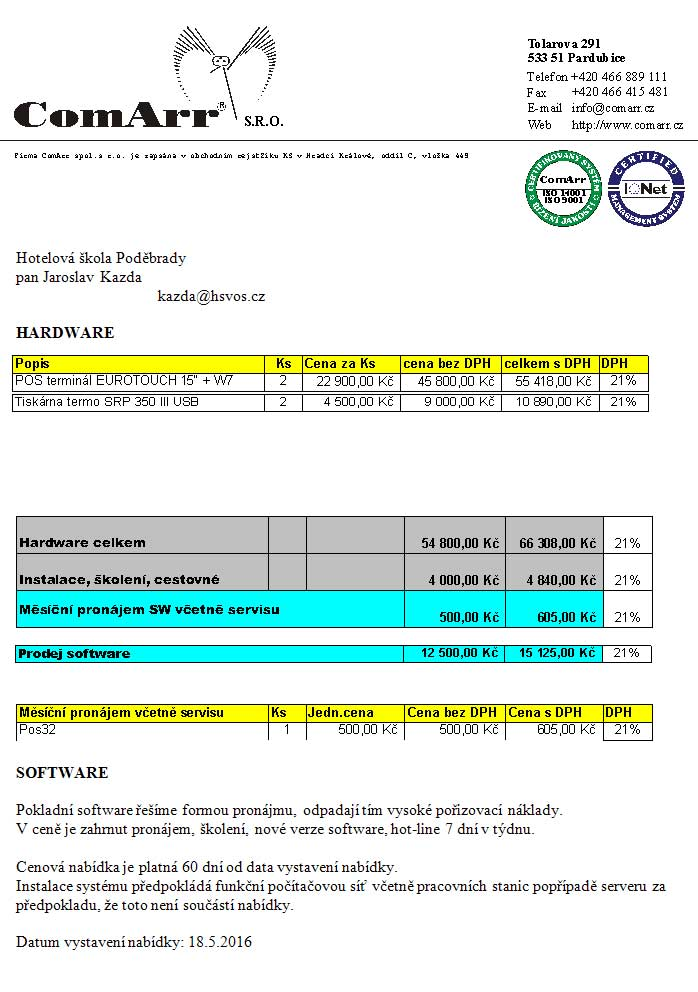 ComArr® S.R.O.
Tolarova 291
533 51 Pardubice
Telefon +420 466 889 111
Fax +420 466 415 481
E-mail info@comarr.cz
Web http://www.comarr.cz
Firma ComArr spol.s r.o. je zapsána v obchodním rejstříku KS v Hradci Králové, oddíl C, vložka 449
CERTIFIKOVANÝ SYSTÉM
ComArr
ISO 14001
ISO 9001
ŘÍZENÍ JAKOSTI
CERTIFIED
IQNet
MANAGEMENT SYSTEM
Hotelová škola Poděbrady
pan Jaroslav Kazda
kazda@hsvos.cz
HARDWARE
Popis Ks Cena za Ks cena bez DPH celkem s DPH DPH
POS terminál EUROTOUCH 15" + W7 2 22 900,00 Kč 45 800,00 Kč 55 418,00 Kč 21%
Tiskárna termo SRP 350 III USB 2 4 500,00 Kč 9 000,00 Kč 10 890,00 Kč 21%
Hardware celkem 54 800,00 Kč 66 308,00 Kč 21%
Instalace, školení, cestovné 4 000,00 Kč 4 840,00 Kč 21%
Měsíční pronájem SW včetně servisu 500,00 Kč 605,00 Kč 21%
Prodej software 12 500,00 Kč 15 125,00 Kč 21%
Měsíční pronájem včetně servisu Ks Jedn.cena Cena bez DPH Cena s DPH DPH
Pos32 1 500,00 Kč 500,00 Kč 605,00 Kč 21%
SOFTWARE
Pokladní software řešíme formou pronájmu, odpadají tím vysoké pořizovací náklady.
V ceně je zahrnut pronájem, školení, nové verze software, hot-line 7 dní v týdnu.
Cenová nabídka je platná 60 dní od data vystavení nabídky.
Instalace systému předpokládá funkční počítačovou síť včetně pracovních stanic popřípadě serveru za
předpokladu, že toto není součástí nabídky.
Datum vystavení nabídky: 18.5.2016